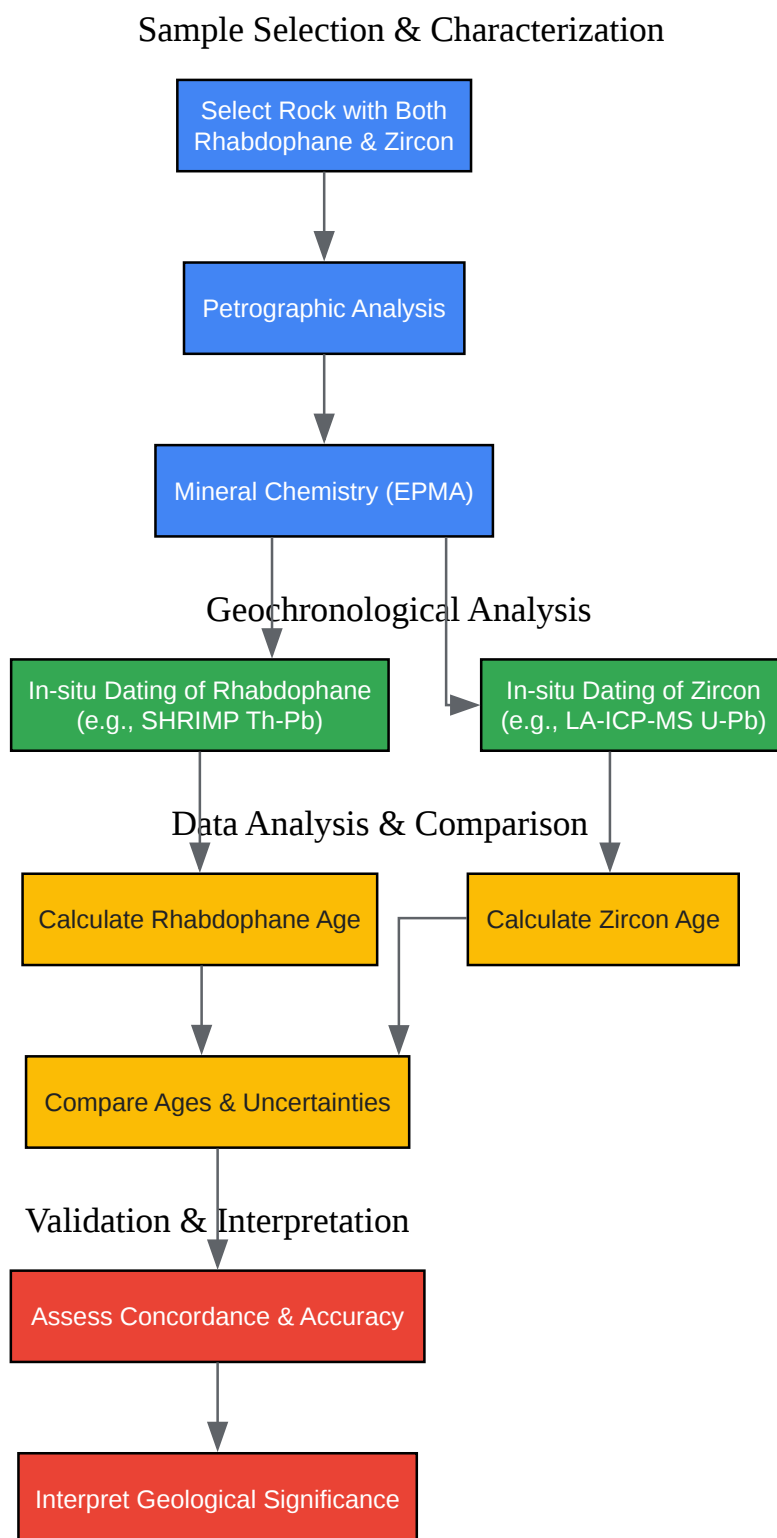 Sample Selection & Characterization
Select Rock with Both
Rhabdophane & Zircon
Petrographic Analysis
Mineral Chemistry (EPMA)
Geochronological Analysis
In-situ Dating of Rhabdophane
(e.g., SHRIMP Th-Pb)
In-situ Dating of Zircon
(e.g., LA-ICP-MS U-Pb)
Data Analysis & Comparison
Calculate Rhabdophane Age
Calculate Zircon Age
Compare Ages & Uncertainties
Validation & Interpretation
Assess Concordance & Accuracy
Interpret Geological Significance